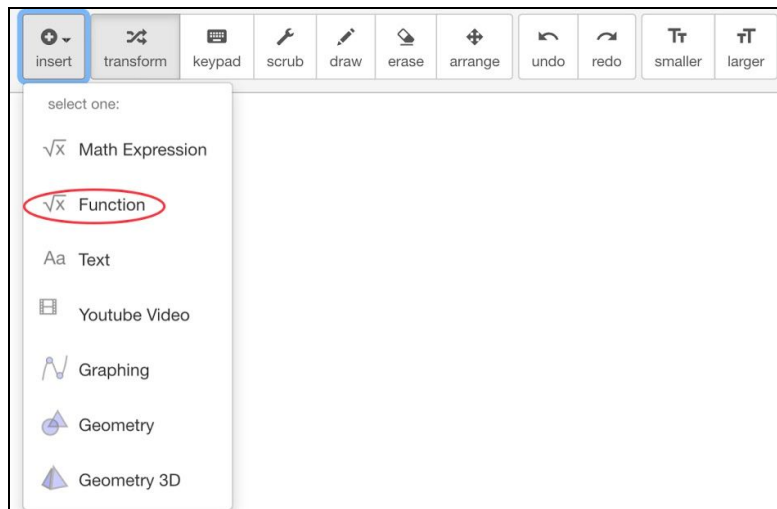 insert transform keypad scrub draw erase arrange undo redo smaller larger
select one:
√x Math Expression
√x Function
Aa Text
Youtube Video
Graphing
Geometry
Geometry 3D